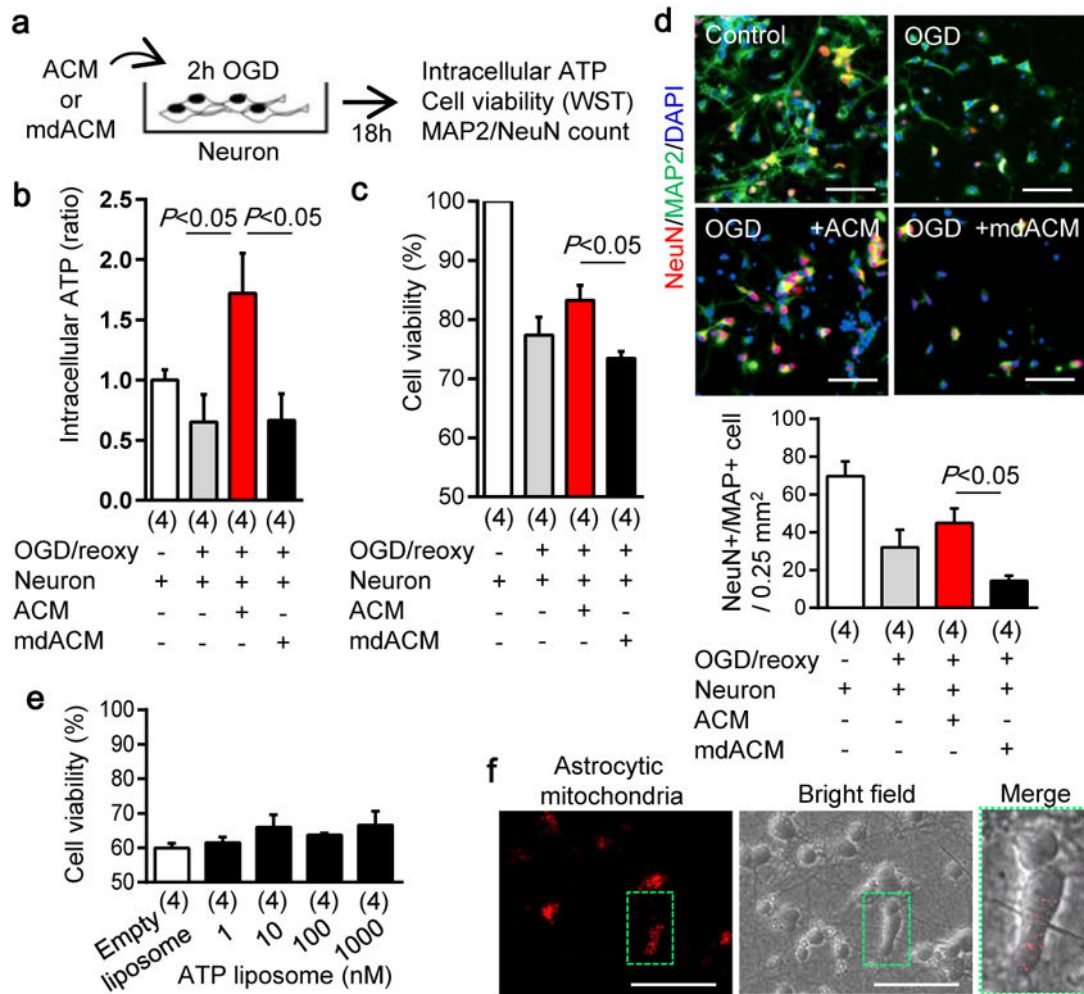 a
ACM
or
mdACM
2h OGD
Neuron
18h
Intracellular ATP
Cell viability (WST)
MAP2/NeuN count
b
Intracellular ATP (ratio)
2.5
2.0
1.5
1.0
0.5
0.0
P<0.05 P<0.05
(4) (4) (4) (4)
OGD/reoxy - + + +
Neuron + + + +
ACM - - + -
mdACM - - - +
c
Cell viability (%)
100
90
80
70
60
50
P<0.05
(4) (4) (4) (4)
OGD/reoxy - + + +
Neuron + + + +
ACM - - + -
mdACM - - - +
d
NeuN/MAP2/DAPI
Control
OGD
OGD +ACM
OGD +mdACM
NeuN+/MAP+ cell
/ 0.25 mm²
100
80
60
40
20
0
P<0.05
(4) (4) (4) (4)
OGD/reoxy - + + +
Neuron + + + +
ACM - - + -
mdACM - - - +
e
Cell viability (%)
100
90
80
70
60
50
(4) (4) (4) (4) (4)
Empty
liposome
1 10 100 1000
ATP liposome (nM)
f
Astrocytic
mitochondria
Bright field
Merge